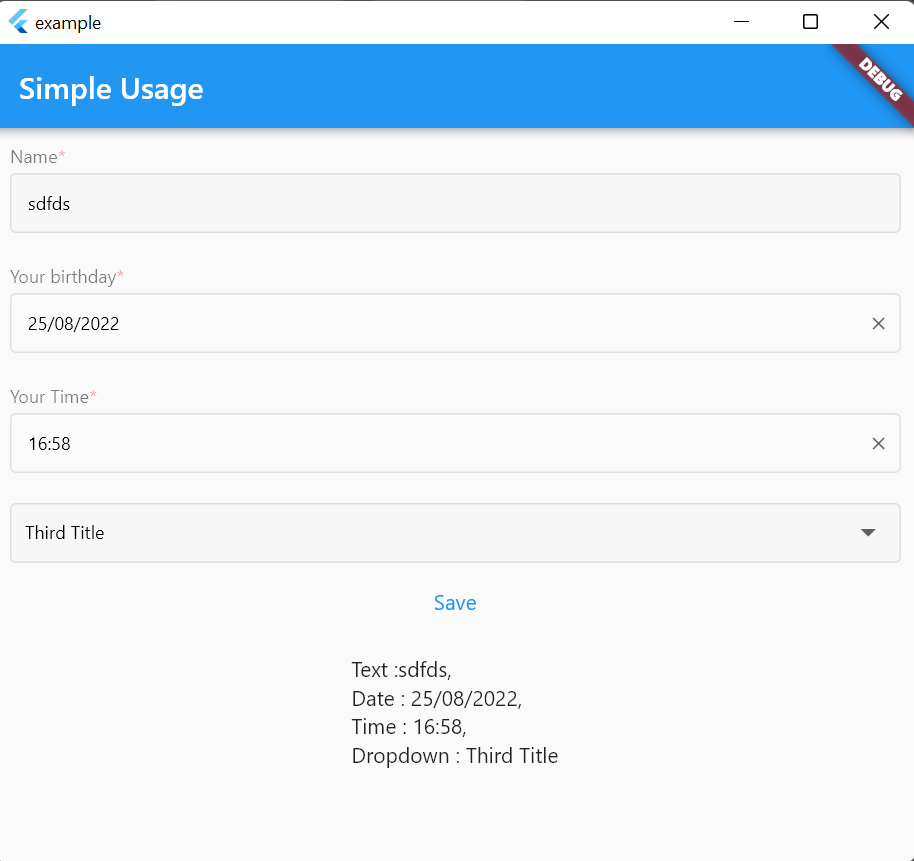 example
Simple Usage
DEBUG
Name*
sdfds
Your birthday*
25/08/2022
Your Time*
16:58
Third Title
Save
Text :sdfds,
Date : 25/08/2022,
Time : 16:58,
Dropdown : Third Title